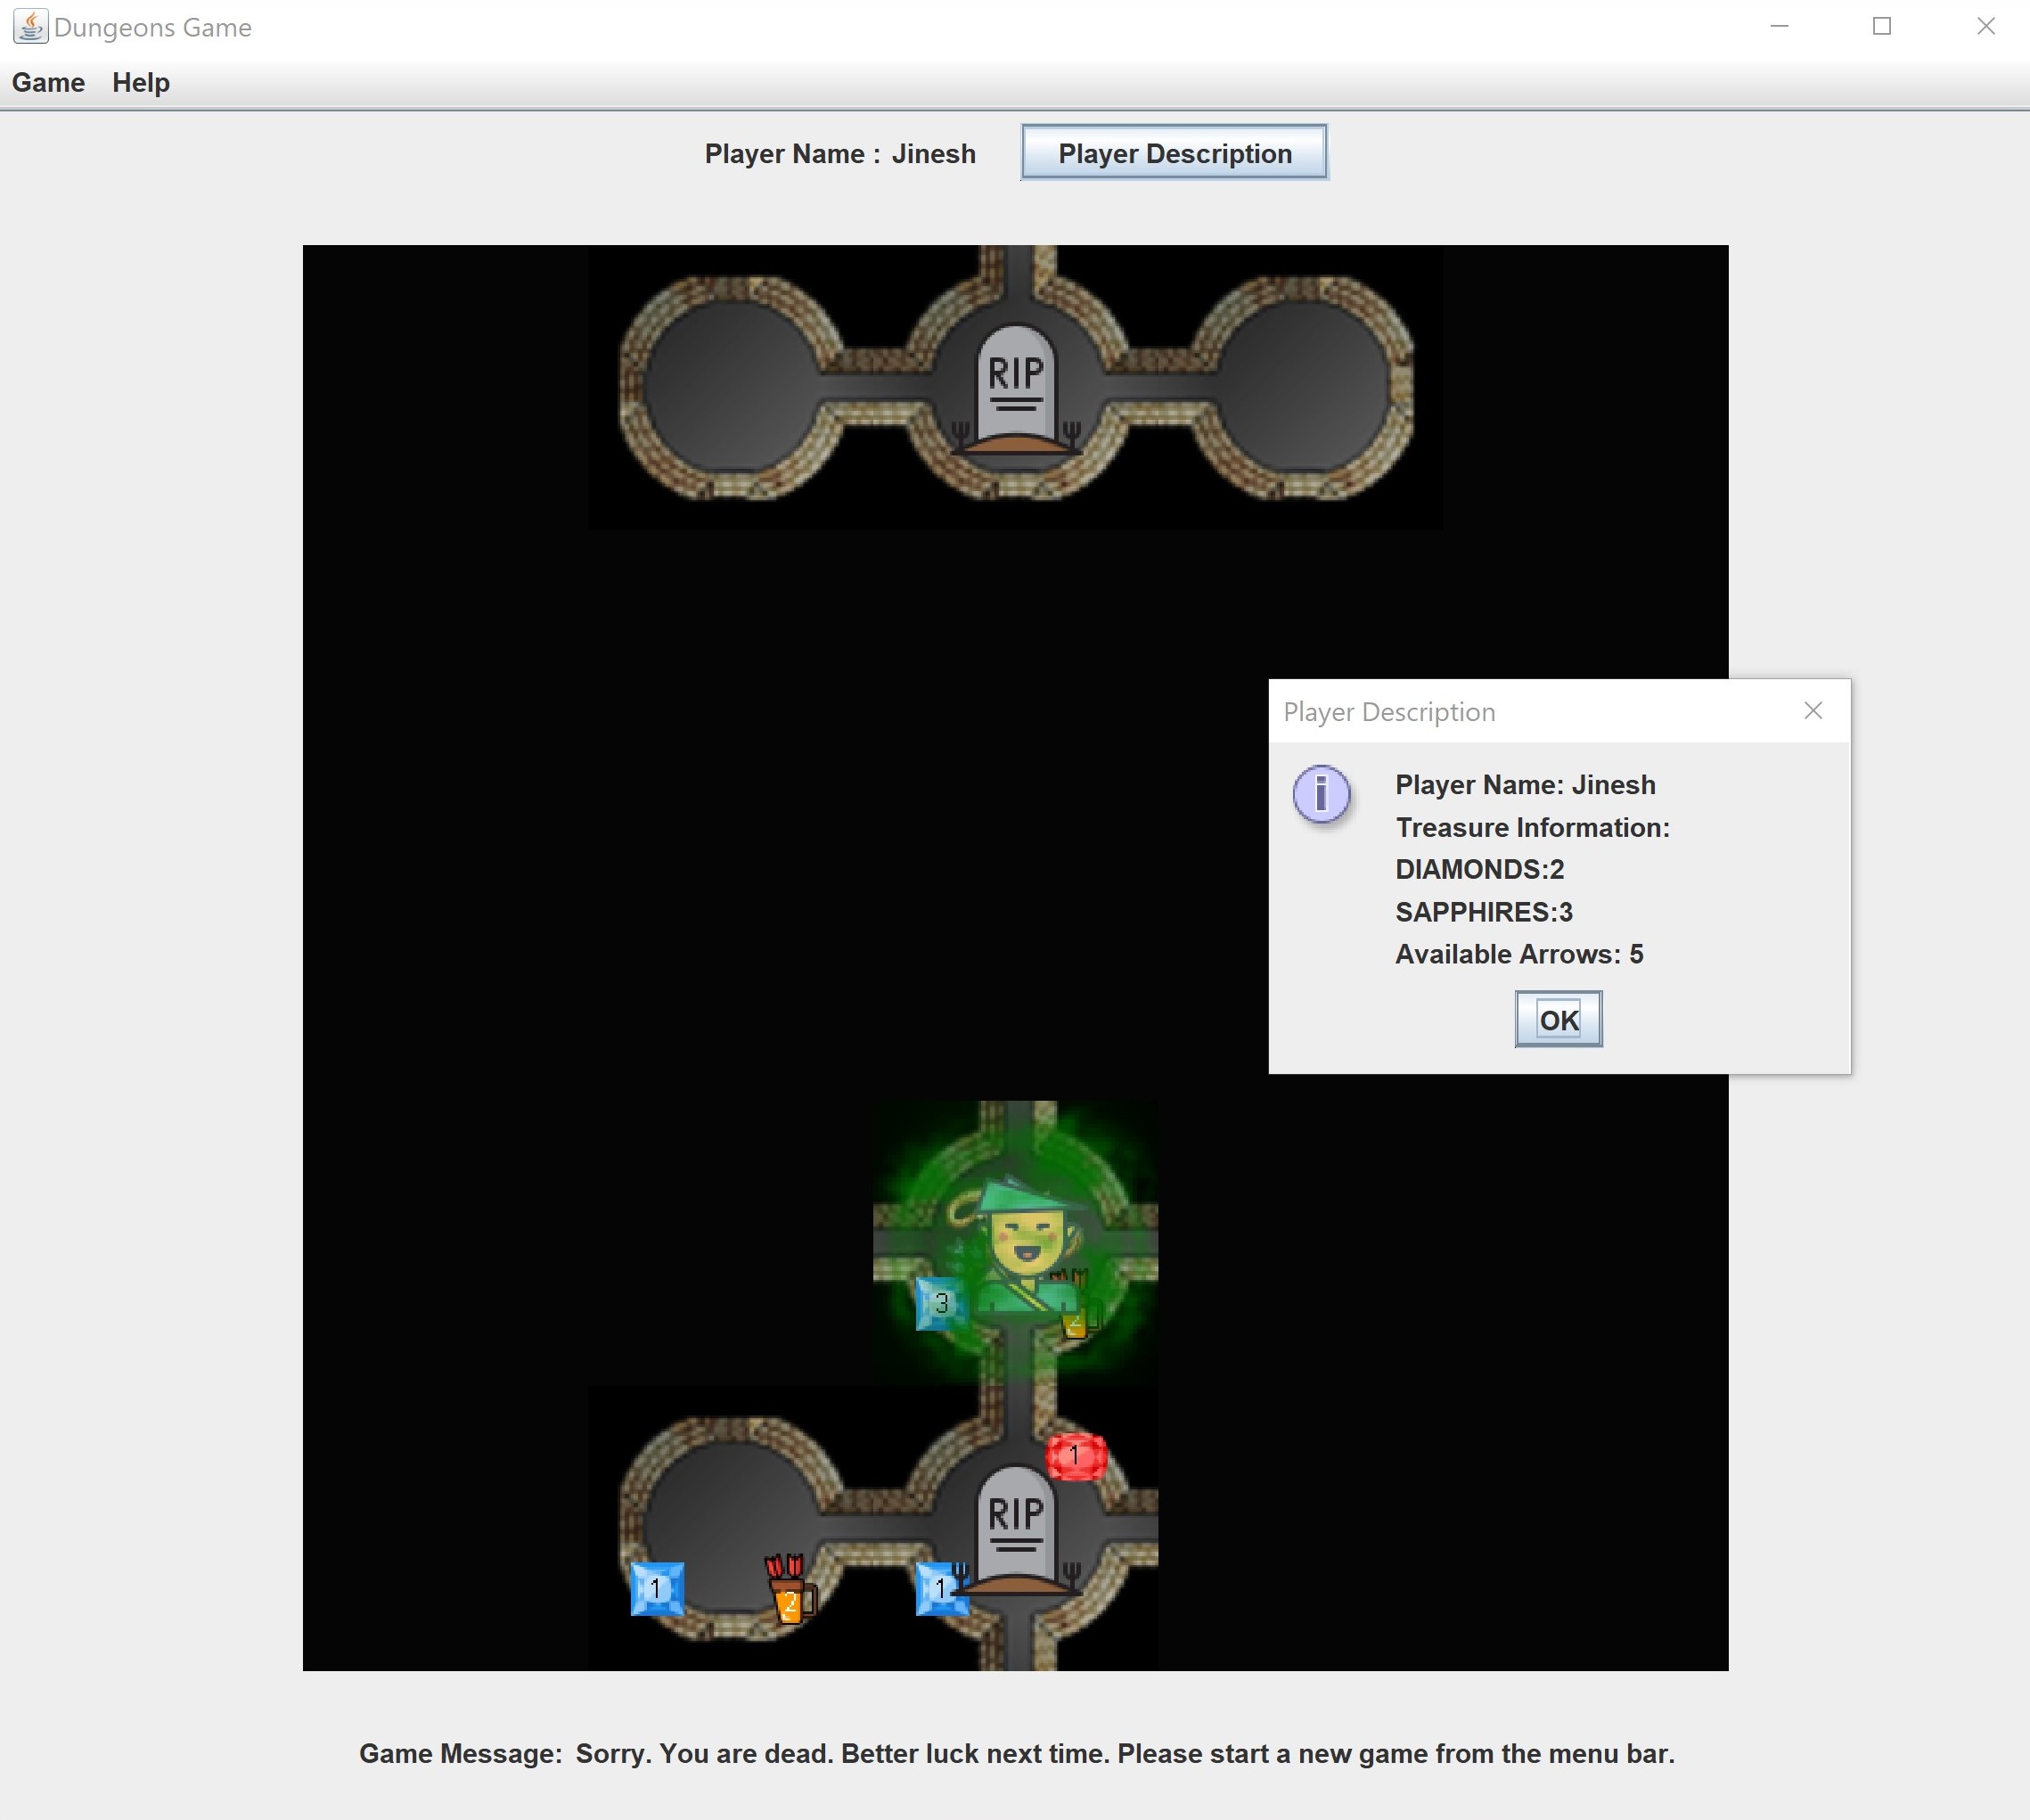 Dungeons Game
Game Help
Player Name : Jinesh Player Description
RIP
Player Description
Player Name: Jinesh
Treasure Information:
DIAMONDS:2
SAPPHIRES:3
Available Arrows: 5
OK
3
2
1
RIP
1
2
1
Game Message: Sorry. You are dead. Better luck next time. Please start a new game from the menu bar.